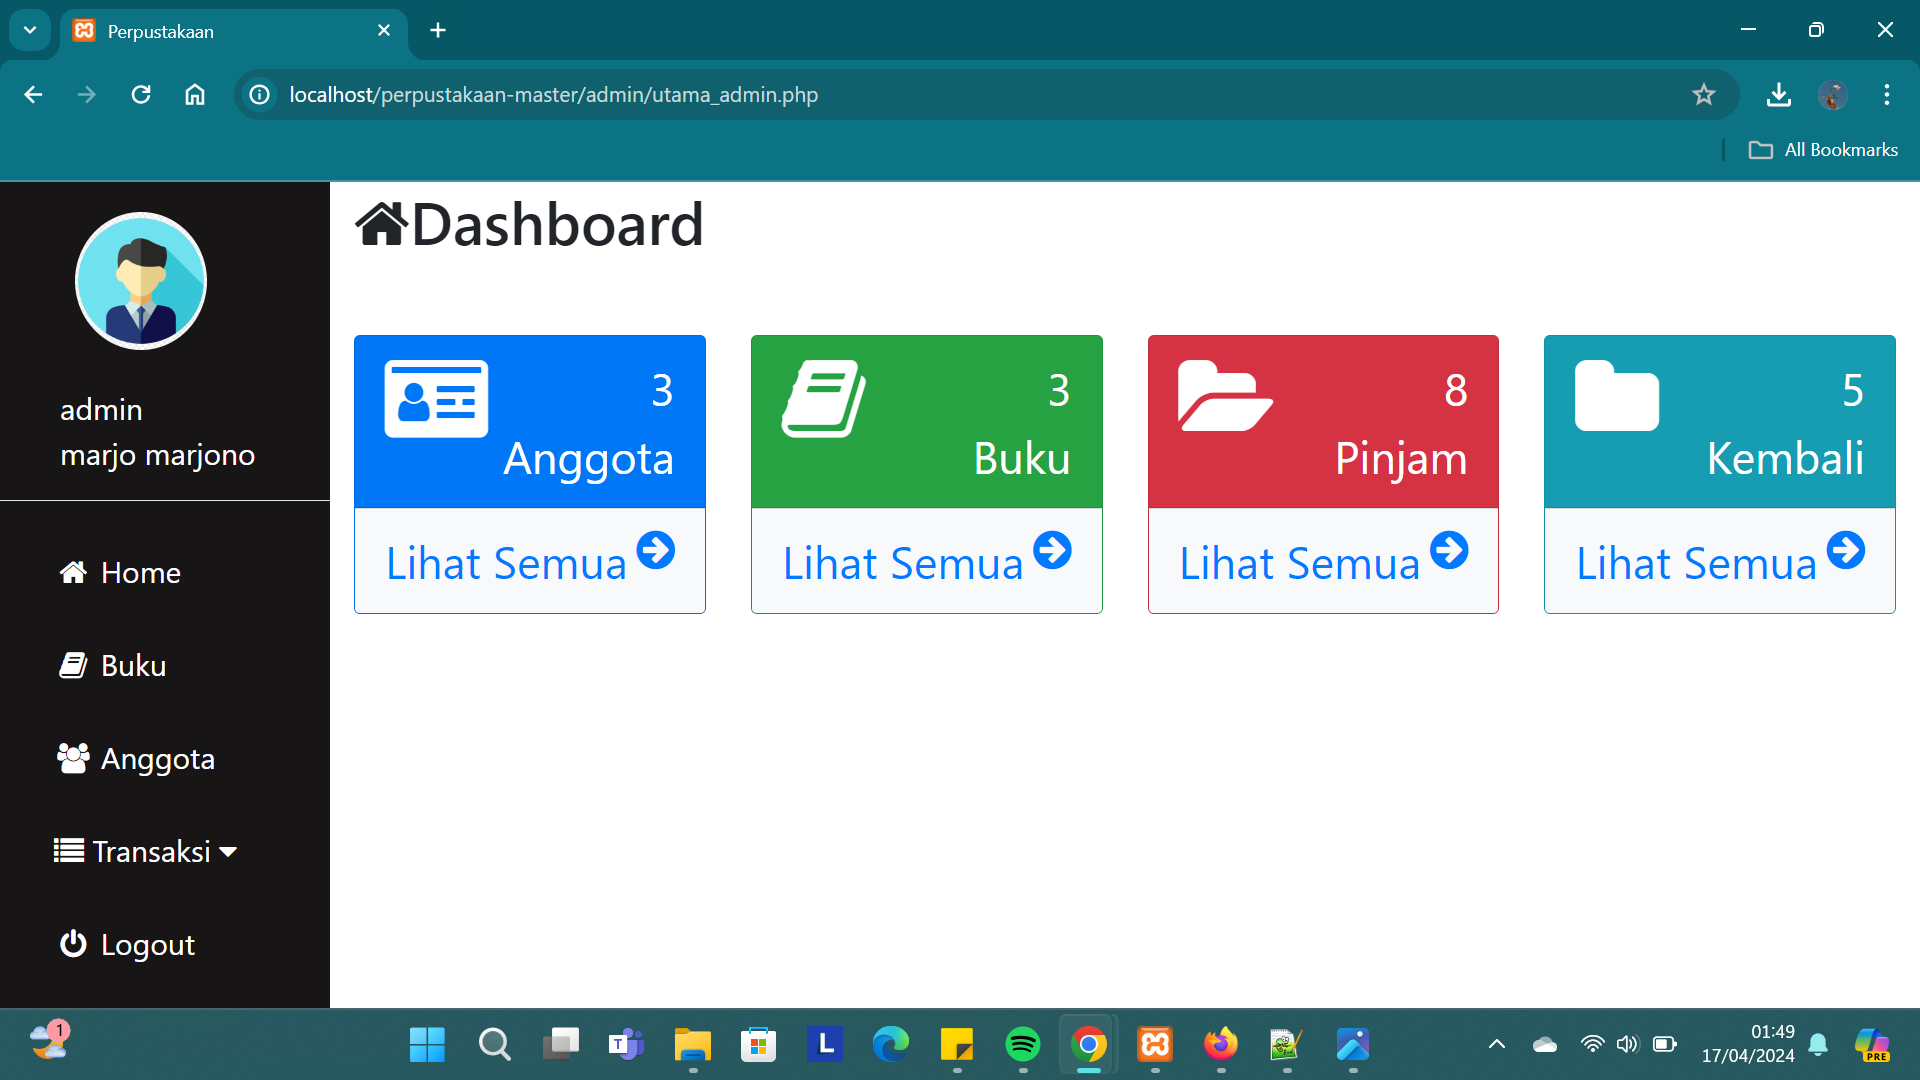 Perpustakaan
localhost/perpustakaan-master/admin/utama_admin.php
All Bookmarks
admin
marjo marjono
Home
Buku
Anggota
Transaksi
Logout
Dashboard
3
Anggota
Lihat Semua
3
Buku
Lihat Semua
8
Pinjam
Lihat Semua
5
Kembali
Lihat Semua
1
T
L
01:49
17/04/2024
PRE